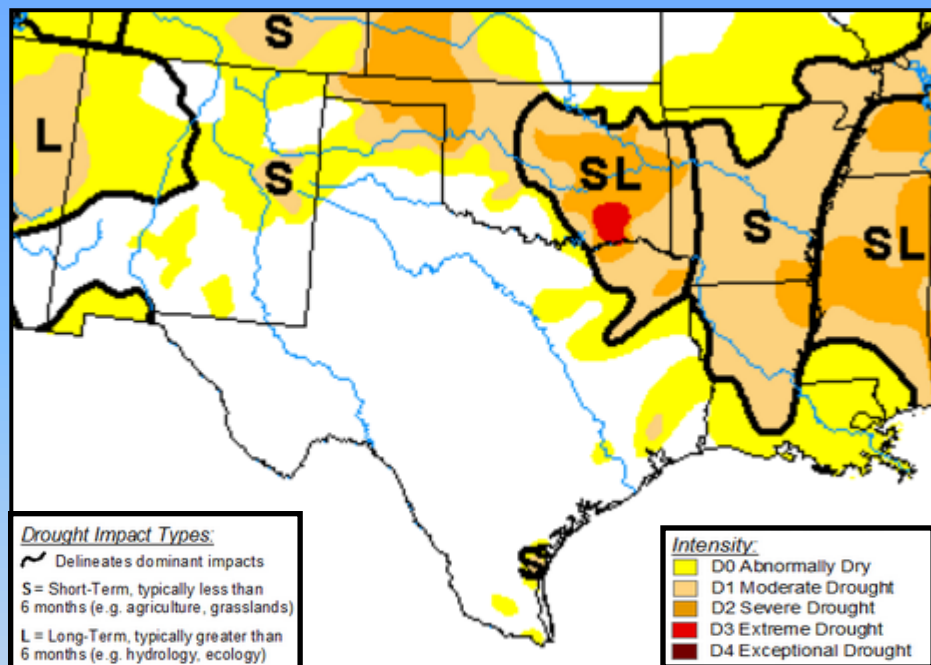 S
L
S
SL
S
SL
S
Drought Impact Types:
Delineates dominant impacts
S = Short-Term, typically less than
6 months (e.g. agriculture, grasslands)
L = Long-Term, typically greater than
6 months (e.g. hydrology, ecology)
Intensity:
D0 Abnormally Dry
D1 Moderate Drought
D2 Severe Drought
D3 Extreme Drought
D4 Exceptional Drought